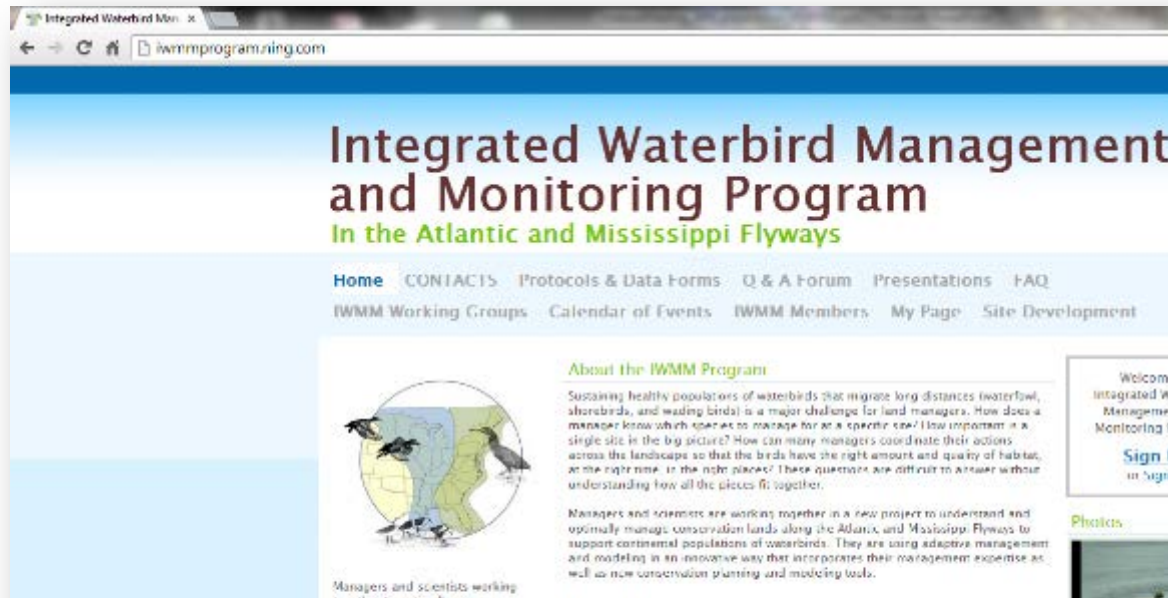 Integrated Waterbird Man
iwmmprogram.ning.com
Integrated Waterbird Management
and Monitoring Program
In the Atlantic and Mississippi Flyways
Home CONTACTS Protocols & Data Forms Q & A Forum Presentations FAQ
IWMM Working Groups Calendar of Events IWMM Members My Page Site Development
About the IWMM Program
Sustaining healthy populations of waterbirds that migrate long distances (waterfowl,
shorebirds, and wading birds) is a major challenge for land managers. How does a
manager know which species to manage for at a specific site? How important is a
single site in the big picture? How can many managers coordinate their actions
across the landscape so that the birds have the right amount and quality of habitat,
at the right time, in the right places? These questions are difficult to answer without
understanding how all the pieces fit together.
Managers and scientists are working together in a new project to understand and
optimally manage conservation lands along the Atlantic and Mississippi Flyways to
support continental populations of waterbirds. They are using adaptive management
and modeling in an innovative way that incorporates their management expertise as
well as new conservation planning and modeling tools.
Managers and scientists working
Welcom
Integrated W
Manageme
Monitoring
Sign
or Sign
Photos